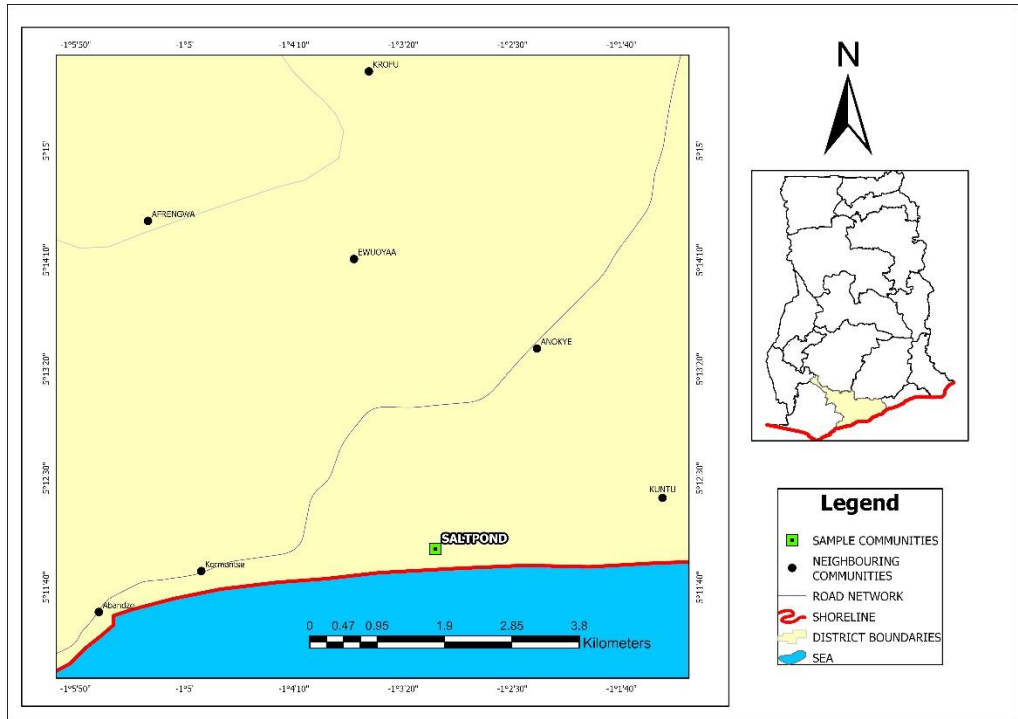 -1°5'50" -1°5' -1°4'10" -1°3'20" -1°2'30" -1°1'40"
N
KROFU
5°15' 5°15'
AFRENGWA
EWUOYAA
5°14'10" 5°14'10"
ANOKYE
5°13'20" 5°13'20"
5°12'30" 5°12'30"
KUNTU
SALTPOND
Kormantse
5°11'40" 5°11'40"
Abandze
0 0.47 0.95 1.9 2.85 3.8
Kilometers
-1°5'50" -1°5' -1°4'10" -1°3'20" -1°2'30" -1°1'40"
Legend
SAMPLE COMMUNITIES
NEIGHBOURING
COMMUNITIES
ROAD NETWORK
SHORELINE
DISTRICT BOUNDARIES
SEA